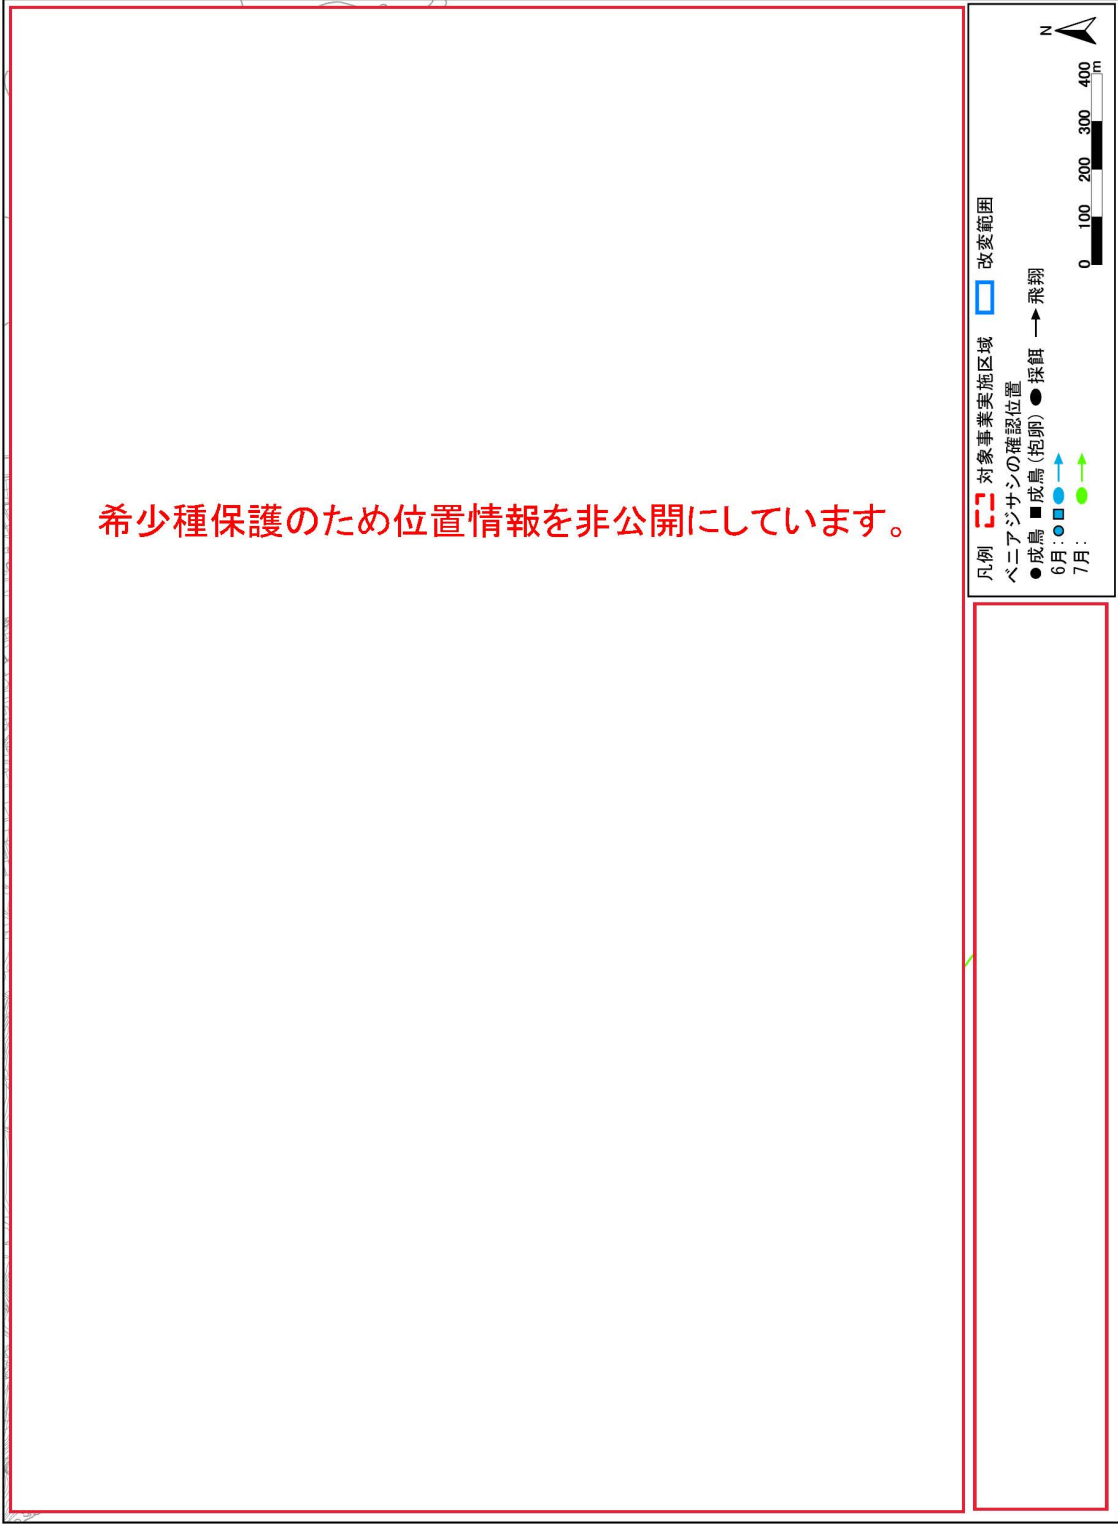 希少種保護のため位置情報を非公開にしています。
凡例 対象事業実施区域 改変範囲
ベニアジサシの確認位置
●成鳥 ■成鳥(抱卵) ●採餌 →飛翔
6月:
7月:
0 100 200 300 400
m
N